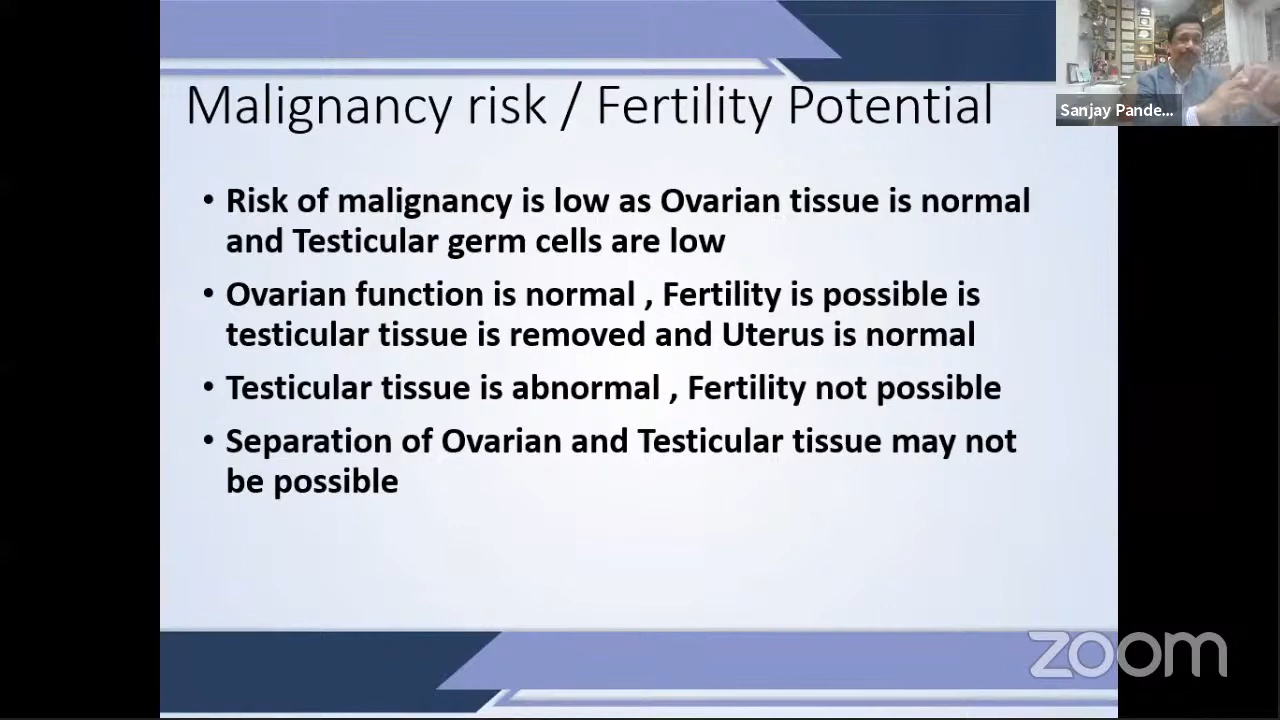 Malignancy risk / Fertility Potential
Sanjay Pande...
• Risk of malignancy is low as Ovarian tissue is normal
and Testicular germ cells are low
• Ovarian function is normal , Fertility is possible is
testicular tissue is removed and Uterus is normal
• Testicular tissue is abnormal , Fertility not possible
• Separation of Ovarian and Testicular tissue may not
be possible
zoom